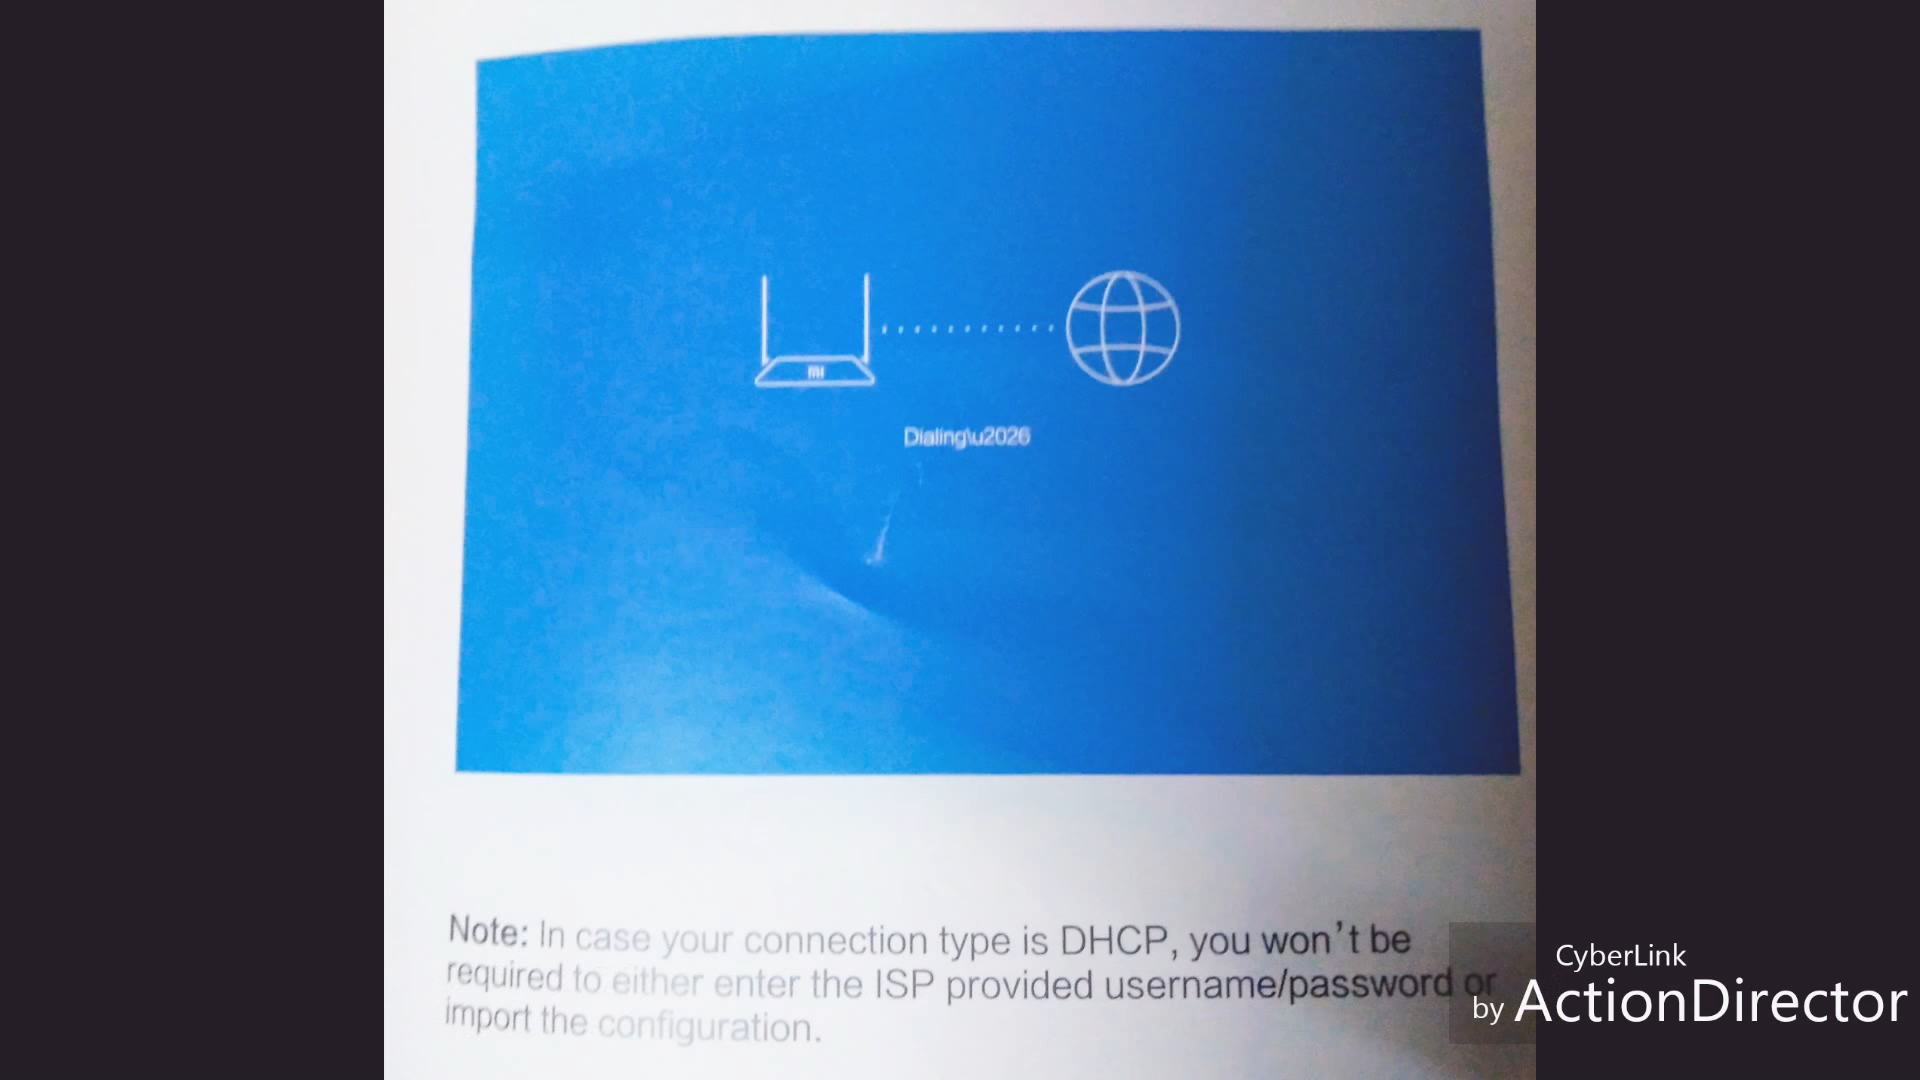 mi
Dialing\u2026
Note: In case your connection type is DHCP, you won't be
required to either enter the ISP provided username/password or
import the configuration.
CyberLink
by ActionDirector